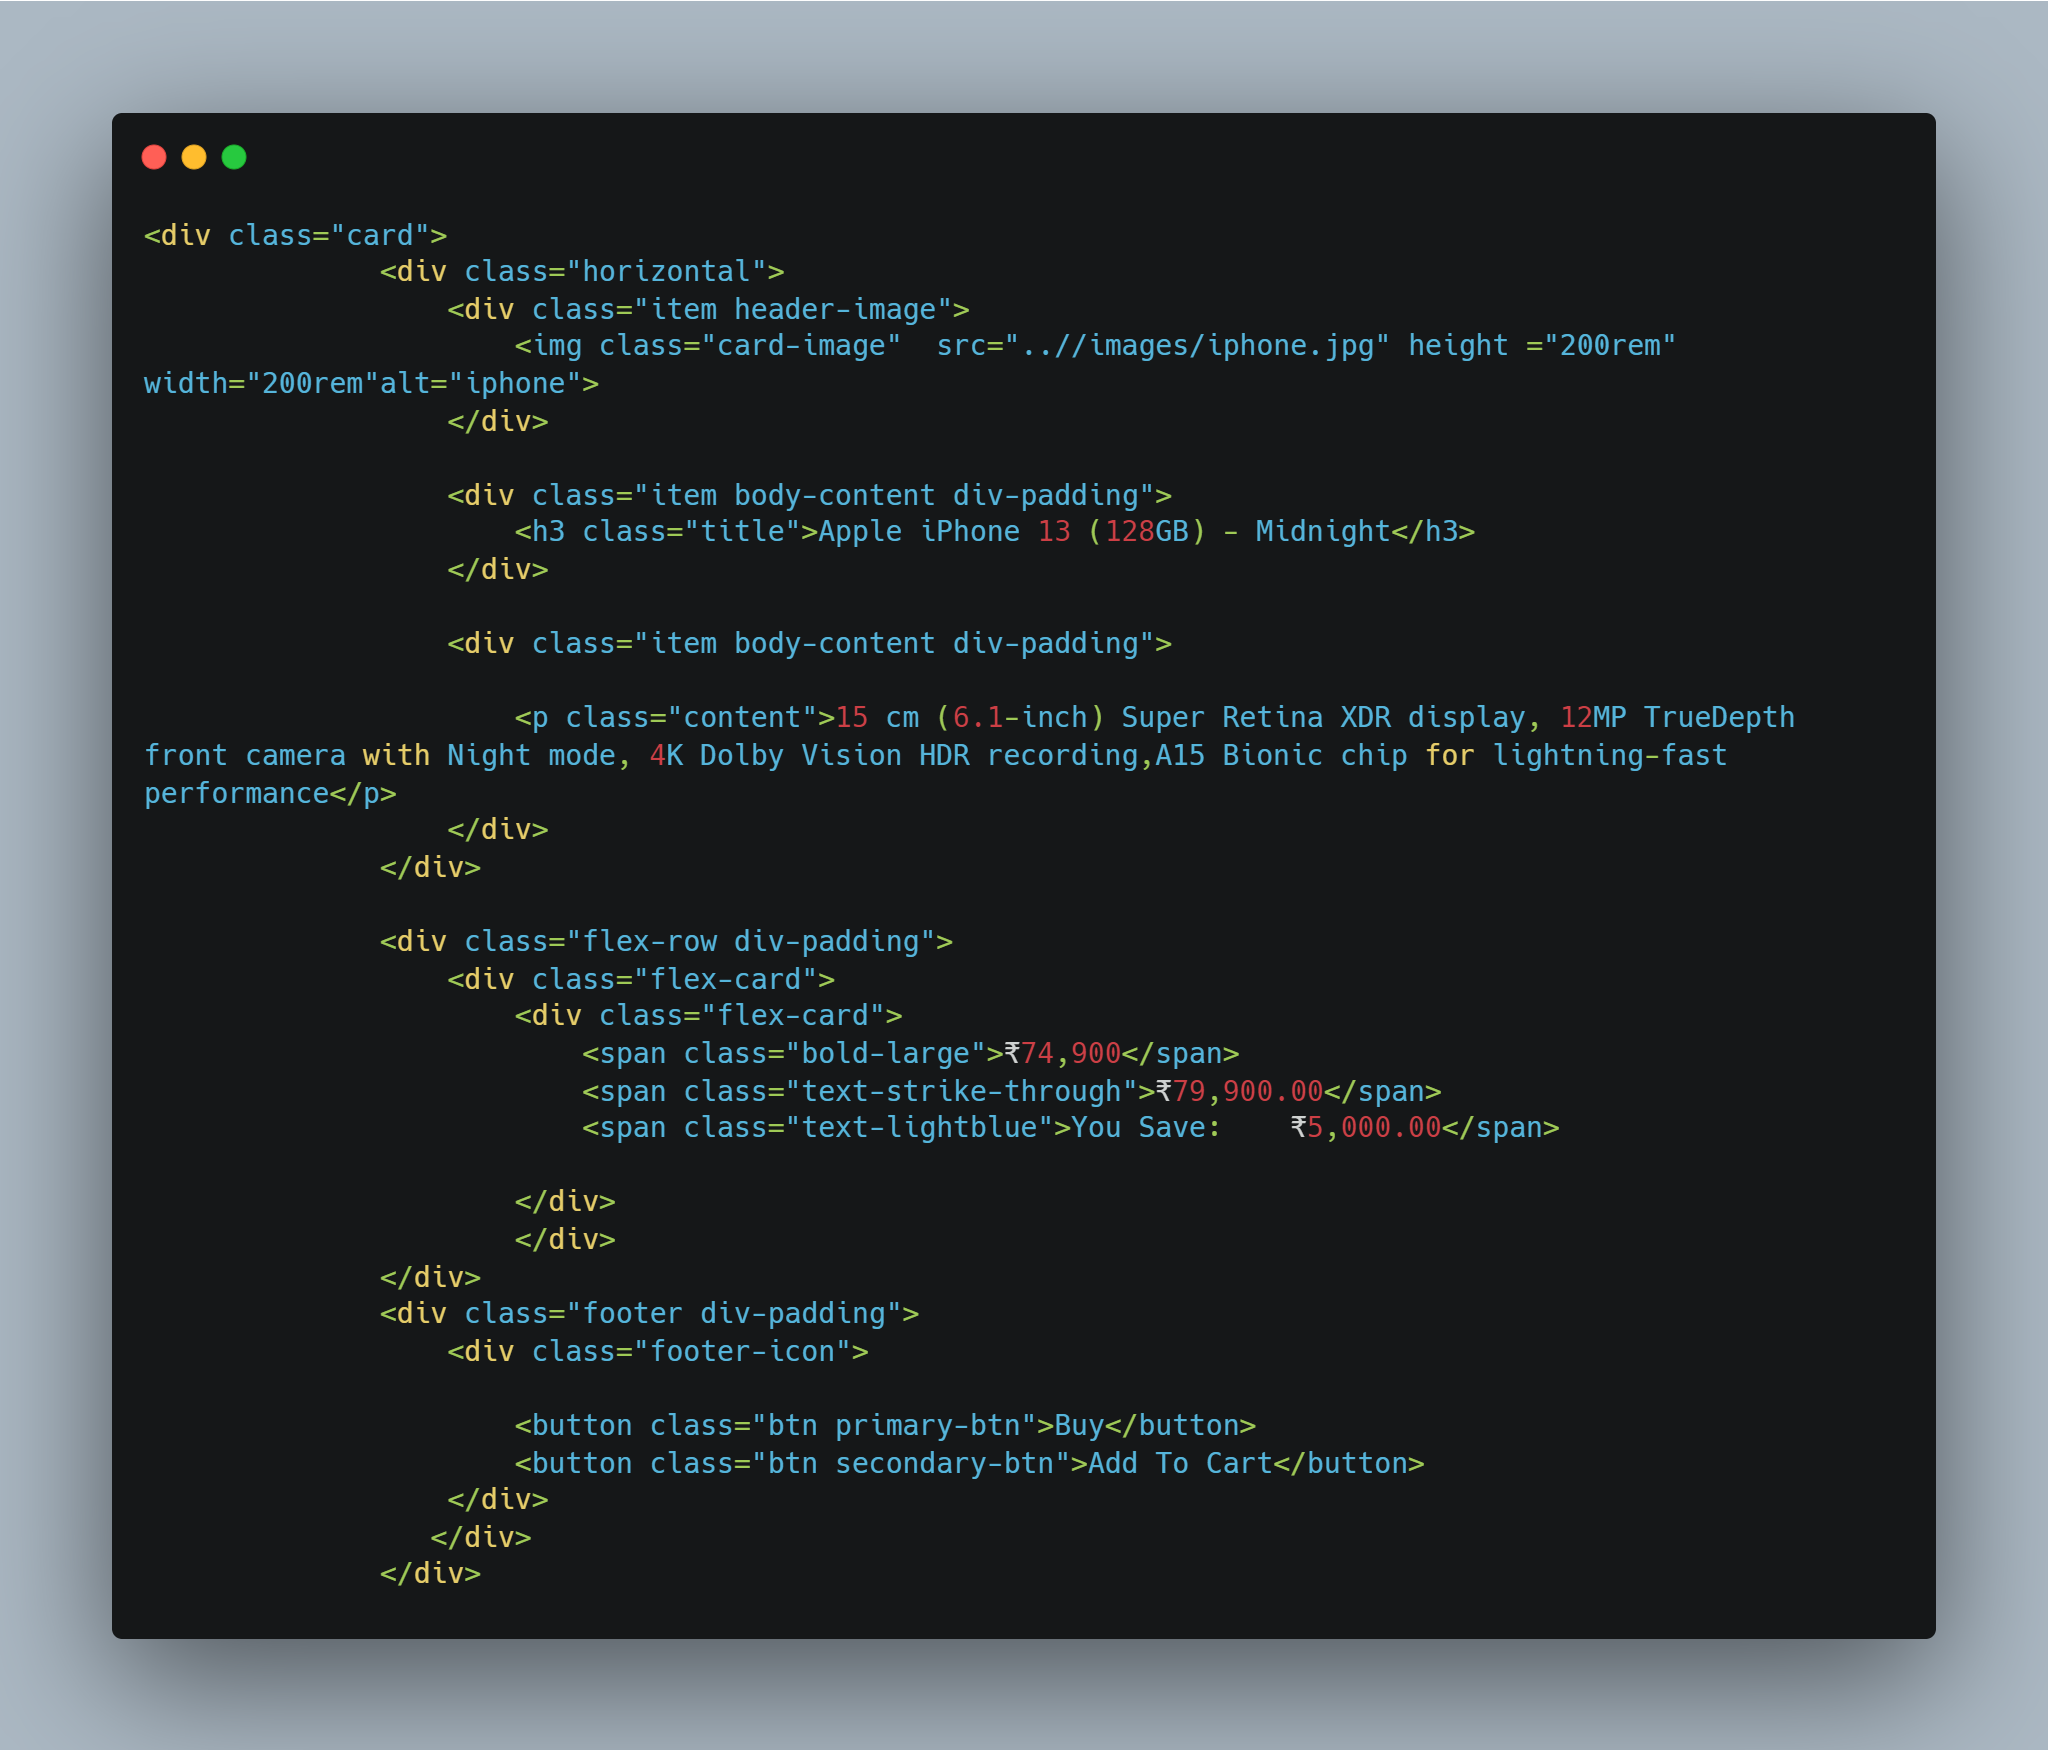 <div class="card">
              <div class="horizontal">
                  <div class="item header-image">
                      <img class="card-image"  src="..//images/iphone.jpg" height ="200rem"
width="200rem"alt="iphone">
                  </div>

                  <div class="item body-content div-padding">
                      <h3 class="title">Apple iPhone 13 (128GB) - Midnight</h3>
                  </div>

                  <div class="item body-content div-padding">

                      <p class="content">15 cm (6.1-inch) Super Retina XDR display, 12MP TrueDepth
front camera with Night mode, 4K Dolby Vision HDR recording,A15 Bionic chip for lightning-fast
performance</p>
                  </div>
              </div>

              <div class="flex-row div-padding">
                  <div class="flex-card">
                      <div class="flex-card">
                          <span class="bold-large">₹74,900</span>
                          <span class="text-strike-through">₹79,900.00</span>
                          <span class="text-lightblue">You Save:    ₹5,000.00</span>

                      </div>
                      </div>
              </div>
              <div class="footer div-padding">
                  <div class="footer-icon">

                      <button class="btn primary-btn">Buy</button>
                      <button class="btn secondary-btn">Add To Cart</button>
                  </div>
                 </div>
              </div>